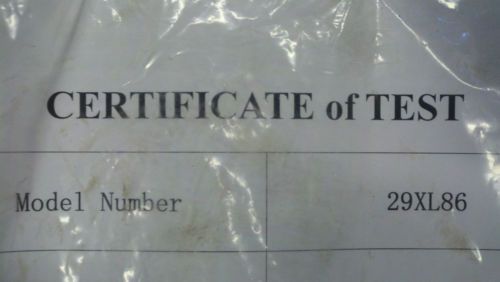 CERTIFICATE of TEST
Model Number 29XL86